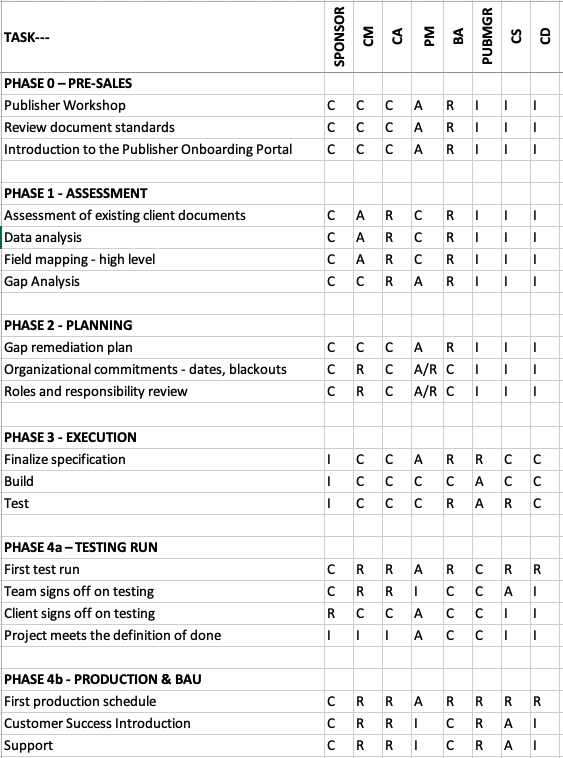 TASK--- SPONSOR CM CA PM BA PUBMGR CS CD
PHASE 0 – PRE-SALES
Publisher Workshop C C C A R I I I
Review document standards C C C A R I I I
Introduction to the Publisher Onboarding Portal C C C A R I I I
PHASE 1 - ASSESSMENT
Assessment of existing client documents C A R C R I I I
Data analysis C A R C R I I I
Field mapping - high level C A R C R I I I
Gap Analysis C C R A R I I I
PHASE 2 - PLANNING
Gap remediation plan C C C A R I I I
Organizational commitments - dates, blackouts C R C A/R C I I I
Roles and responsibility review C R C A/R C I I I
PHASE 3 - EXECUTION
Finalize specification I C C A R R C C
Build I C C C C A C C
Test I C C C R A R C
PHASE 4a – TESTING RUN
First test run C R R A R C R R
Team signs off on testing C R R I C C A I
Client signs off on testing R C C A C C I I
Project meets the definition of done I I I A C C I I
PHASE 4b - PRODUCTION & BAU
First production schedule C R R A R R R R
Customer Success Introduction C R R I C R A I
Support C R R I C R A I